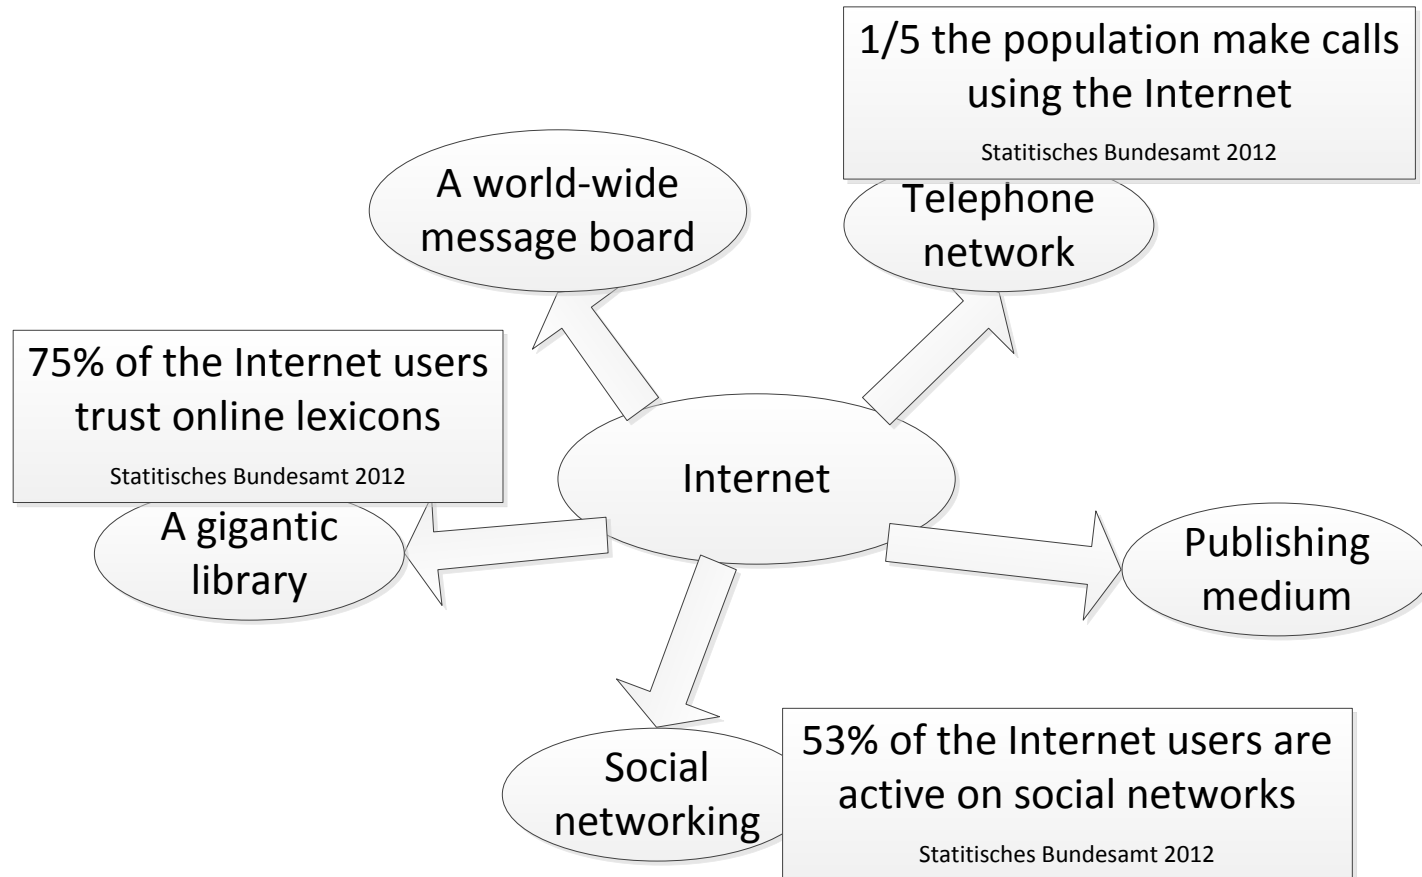 1/5 the population make calls
using the Internet
Statitisches Bundesamt 2012
A world-wide
message board
Telephone
network
75% of the Internet users
trust online lexicons
Statitisches Bundesamt 2012
Internet
A gigantic
library
Publishing
medium
Social
networking
53% of the Internet users are
active on social networks
Statitisches Bundesamt 2012